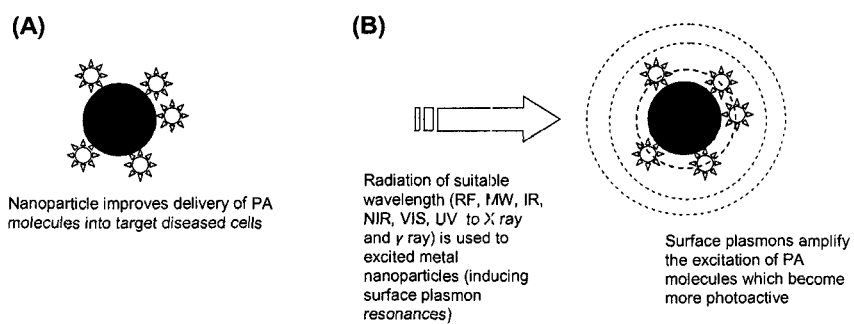 (A)
Nanoparticle improves delivery of PA
molecules into target diseased cells
(B)
Radiation of suitable
wavelength (RF, MW, IR,
NIR, VIS, UV to X ray
and γ ray) is used to
excited metal
nanoparticles (inducing
surface plasmon
resonances)
Surface plasmons amplify
the excitation of PA
molecules which become
more photoactive